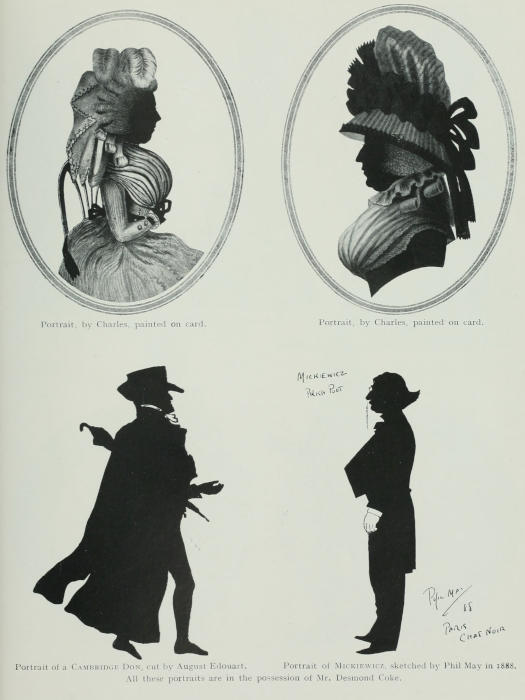 Portrait, by Charles, painted on card.
Portrait, by Charles, painted on card.
MICKIEWICZ
POLISH POET
Phil MAY
88
PARIS
CHAT NOIR
Portrait of a CAMBRIDGE DON, cut by August Edouart.
Portrait of MICKIEWICZ, sketched by Phil May in 1888.
All these portraits are in the possession of Mr. Desmond Coke.